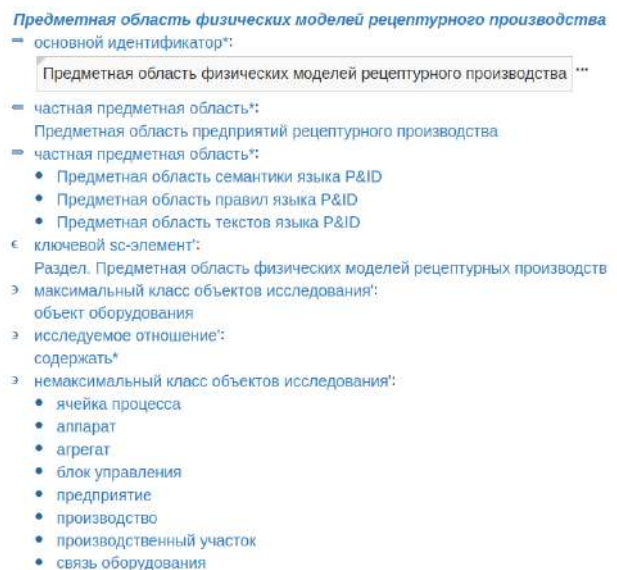 Предметная область физических моделей рецептурного производства
⇒ основной идентификатор*:
Предметная область физических моделей рецептурного производства ***
⇐ частная предметная область*:
Предметная область предприятий рецептурного производства
⇒ частная предметная область*:
• Предметная область семантики языка P&ID
• Предметная область правил языка P&ID
• Предметная область текстов языка P&ID
є ключевой sc-элемент':
Раздел. Предметная область физических моделей рецептурных производств
э максимальный класс объектов исследования':
объект оборудования
э исследуемое отношение':
содержать*
э немаксимальный класс объектов исследования':
• ячейка процесса
• аппарат
• агрегат
• блок управления
• предприятие
• производство
• производственный участок
• связь оборудования